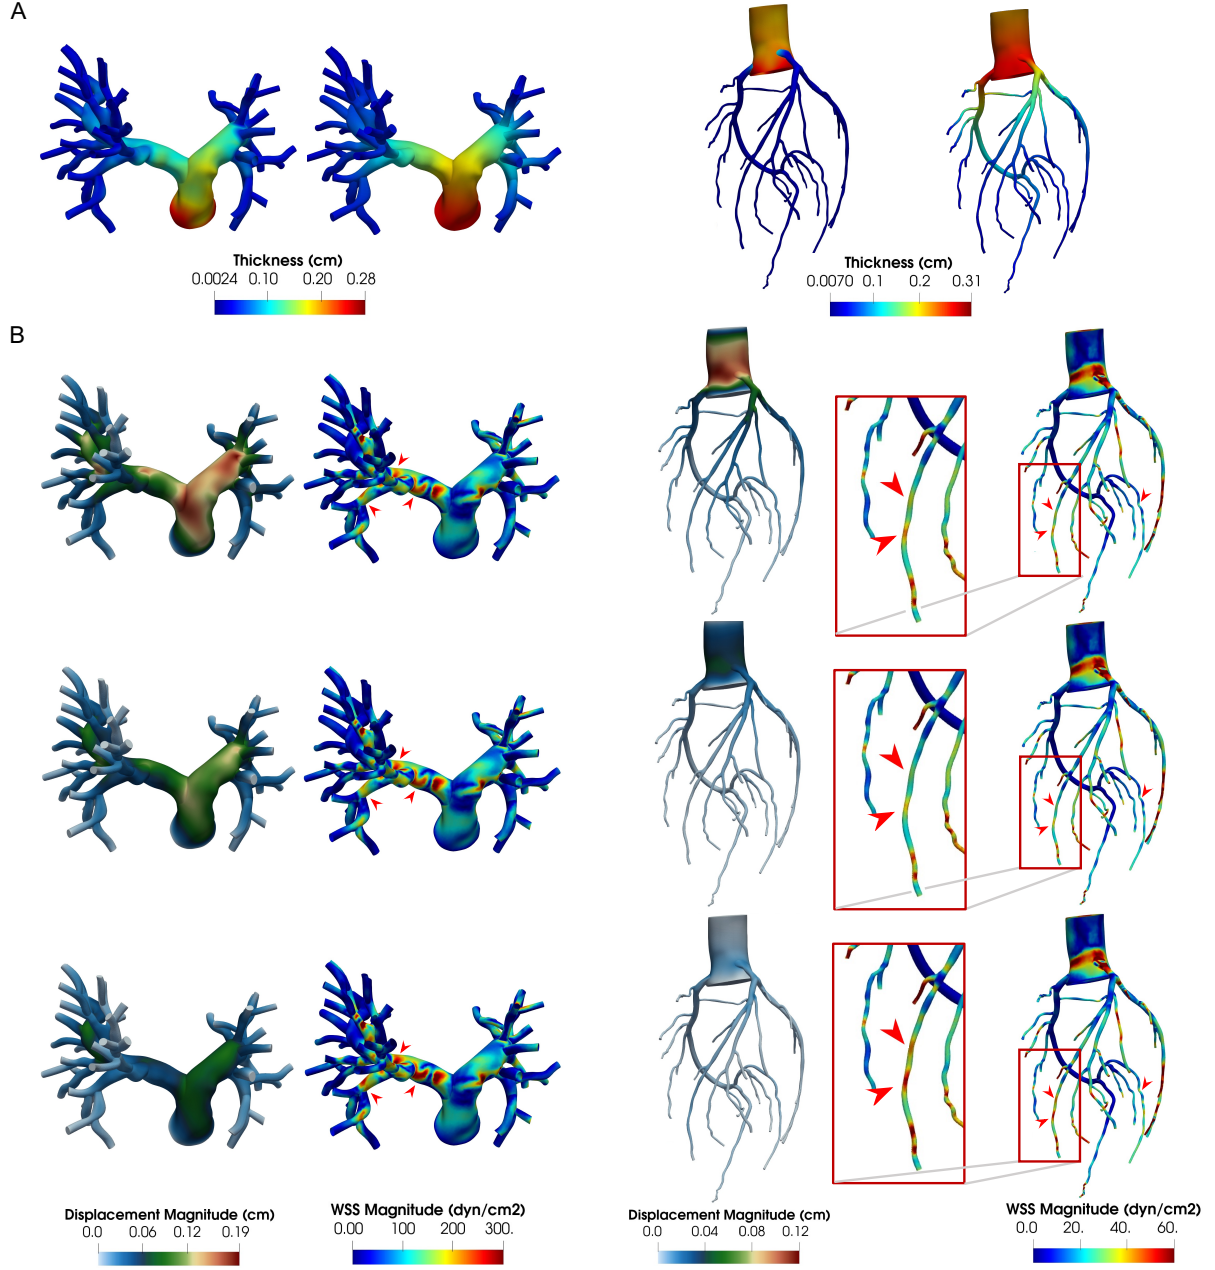 A
Thickness (cm)
0.0024 0.10 0.20 0.28
Thickness (cm)
0.0070 0.1 0.2 0.31
B
Displacement Magnitude (cm)
0.0 0.06 0.12 0.19
WSS Magnitude (dyn/cm2)
0.00 100 200 300.
Displacement Magnitude (cm)
0.0 0.04 0.08 0.12
WSS Magnitude (dyn/cm2)
0.0 20. 40. 60.